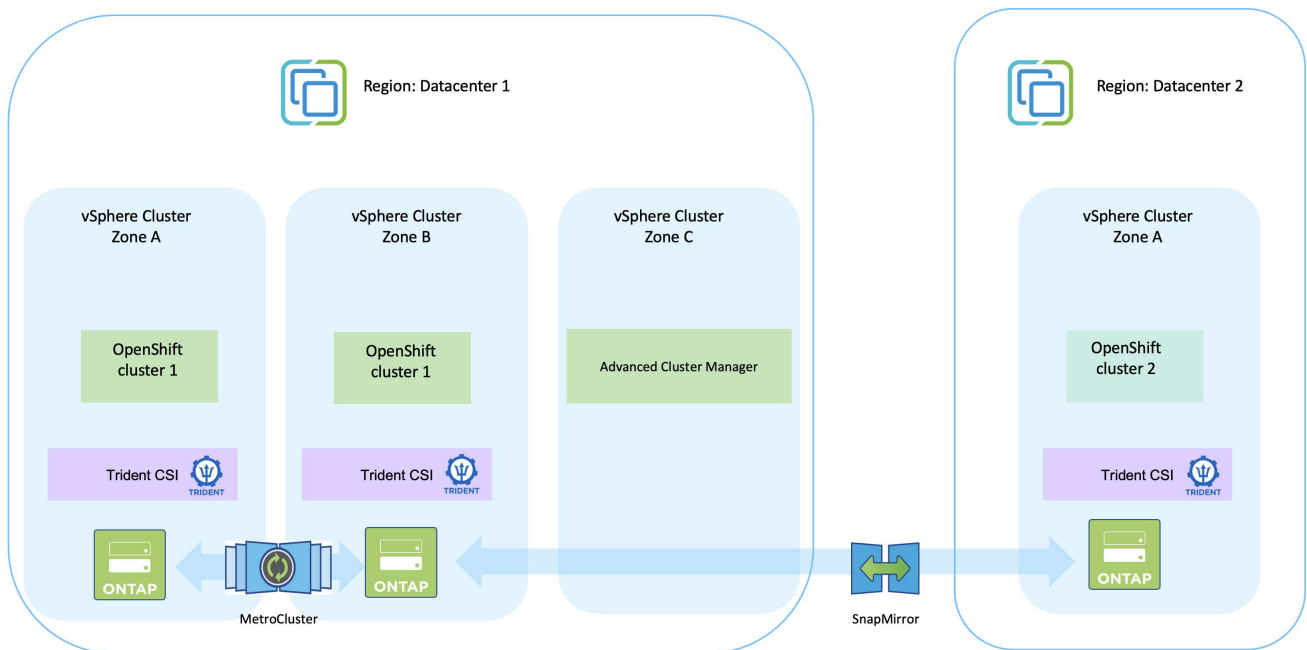 Region: Datacenter 1
Region: Datacenter 2
vSphere Cluster
Zone A
vSphere Cluster
Zone B
vSphere Cluster
Zone C
vSphere Cluster
Zone A
OpenShift
cluster 1
OpenShift
cluster 1
Advanced Cluster Manager
OpenShift
cluster 2
Trident CSI
TRIDENT
Trident CSI
TRIDENT
Trident CSI
TRIDENT
ONTAP
ONTAP
ONTAP
MetroCluster
SnapMirror